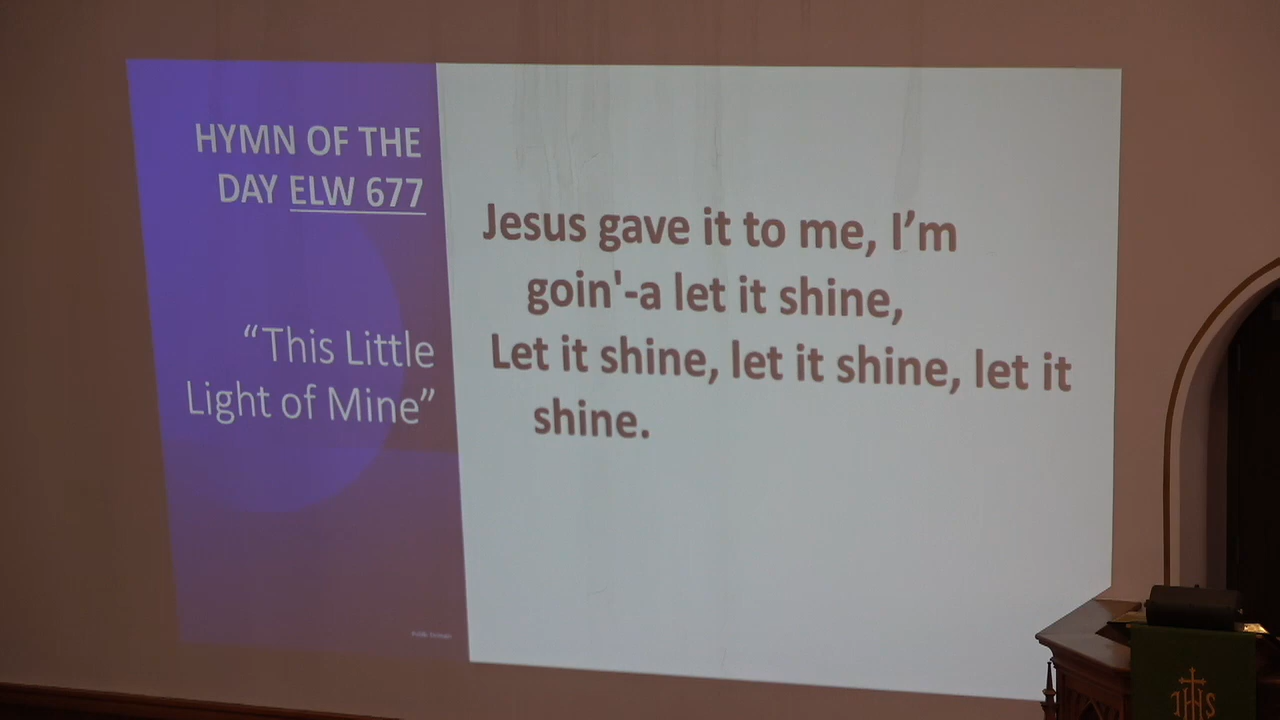 HYMN OF THE
DAY ELW 677
“This Little
Light of Mine”
Jesus gave it to me, I’m
goin'-a let it shine,
Let it shine, let it shine, let it
shine.
IHS